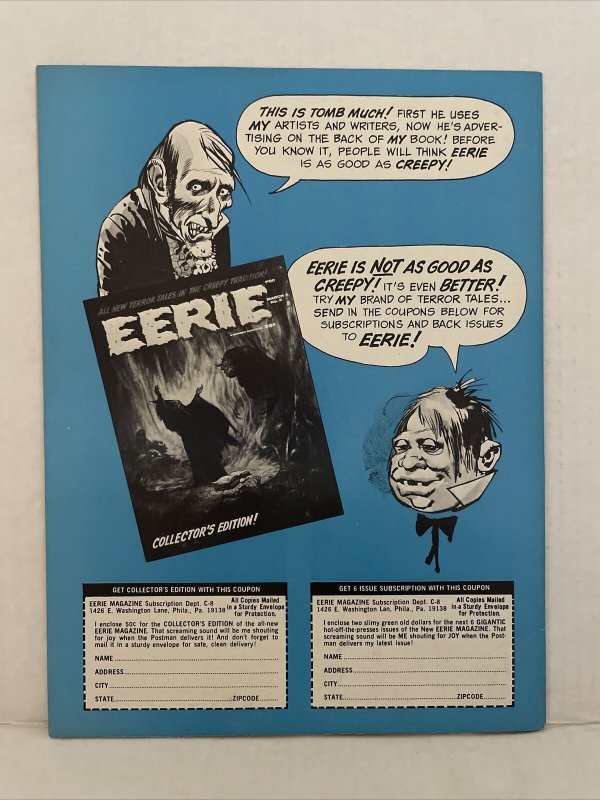 THIS IS TOMB MUCH! FIRST HE USES
MY ARTISTS AND WRITERS, NOW HE'S ADVER-
TISING ON THE BACK OF MY BOOK! BEFORE
YOU KNOW IT, PEOPLE WILL THINK EERIE
IS AS GOOD AS CREEPY!
EERIE IS NOT AS GOOD AS
CREEPY! IT'S EVEN BETTER!
TRY MY BRAND OF TERROR TALES...
SEND IN THE COUPONS BELOW FOR
SUBSCRIPTIONS AND BACK ISSUES
TO EERIE!
ALL NEW TERROR TALES IN THE CREEPY TRADITION!
EERIE
MARCH
COLLECTOR'S EDITION!
GET COLLECTOR'S EDITION WITH THIS COUPON
EERIE MAGAZINE Subscription Dept. C-8
1426 E. Washington Lane, Phila., Pa. 19138
All Copies Mailed
in a Sturdy Envelope
for Protection.
I enclose 50c for the COLLECTOR'S EDITION of the all-new
EERIE MAGAZINE. That screaming sound will be me shouting
for joy when the Postman delivers it! And don't forget to
mail it in a sturdy envelope for safe, clean delivery!
NAME
ADDRESS
CITY
STATE ZIPCODE
GET 6 ISSUE SUBSCRIPTION WITH THIS COUPON
EERIE MAGAZINE Subscription Dept. C-8
1426 E. Washington Lan, Phila., Pa. 19138
All Copies Mailed
in a Sturdy Envelope
for Protection.
I enclose two slimy green old dollars for the next 6 GIGANTIC
hot-off-the-presses issues of the New EERIE MAGAZINE. That
screaming sound will be ME shouting for JOY when the Post-
man delivers my latest issue!
NAME
ADDRESS
CITY
STATE ZIPCODE